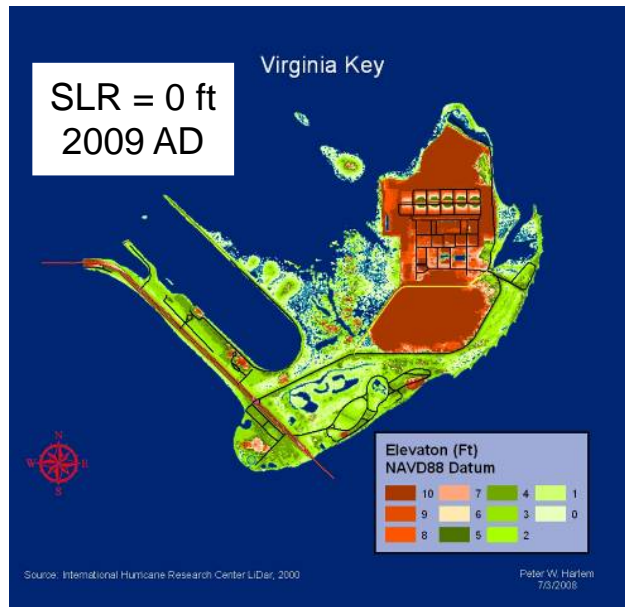 Virginia Key
SLR = 0 ft
2009 AD
N
W E
S
Elevaton (Ft)
NAVD88 Datum
10 7 4 1
9 6 3 0
8 5 2
Source: International Hurricane Research Center LiDar, 2000
Peter W. Harlem
7/3/2008